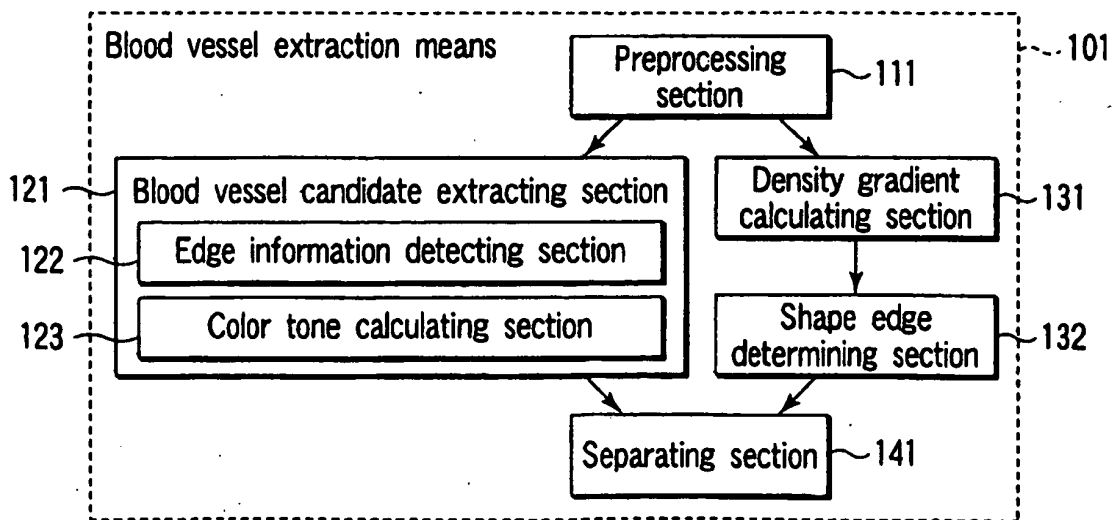 Blood vessel extraction means
101
Preprocessing
section
111
121
Blood vessel candidate extracting section
122
Edge information detecting section
123
Color tone calculating section
Density gradient
calculating section
131
Shape edge
determining section
132
Separating section
141